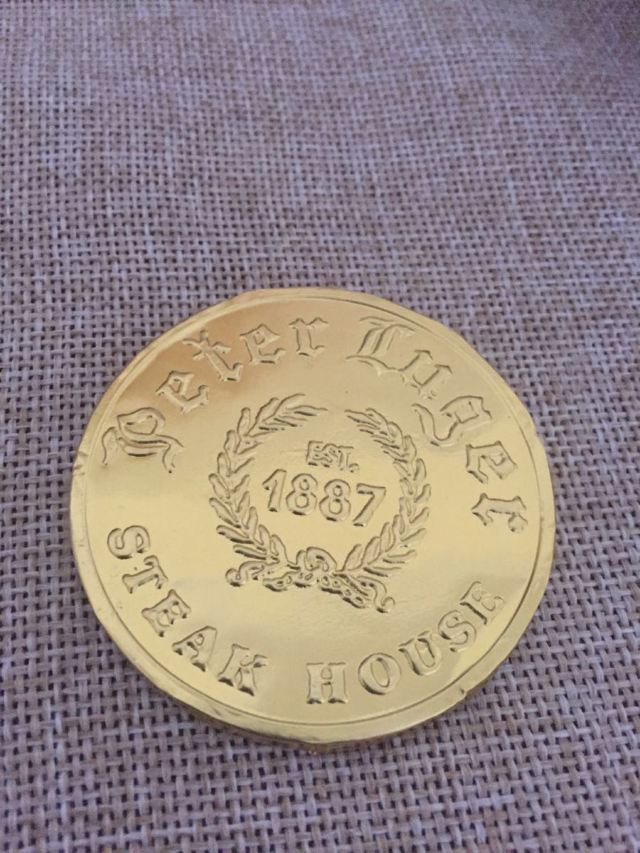 Peter Luger
EST.
1887
STEAK HOUSE